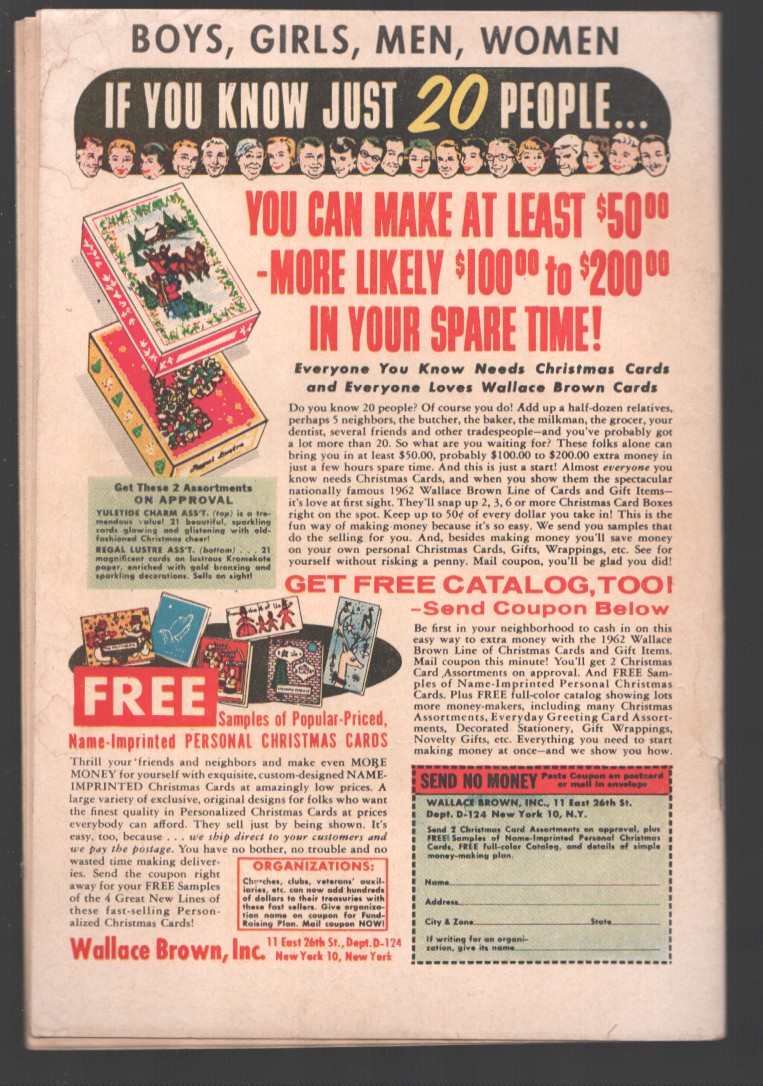 BOYS, GIRLS, MEN, WOMEN
IF YOU KNOW JUST 20 PEOPLE...
YOU CAN MAKE AT LEAST $50⁰⁰
-MORE LIKELY $100⁰⁰ to $200⁰⁰
IN YOUR SPARE TIME!
Everyone You Know Needs Christmas Cards
and Everyone Loves Wallace Brown Cards
Do you know 20 people? Of course you do! Add up a half-dozen relatives,
perhaps 5 neighbors, the butcher, the baker, the milkman, the grocer, your
dentist, several friends and other tradespeople—and you've probably got
a lot more than 20. So what are you waiting for? These folks alone can
bring you in at least $50.00, probably $100.00 to $200.00 extra money in
just a few hours spare time. And this is just a start! Almost everyone you
know needs Christmas Cards, and when you show them the spectacular
nationally famous 1962 Wallace Brown Line of Cards and Gift Items—
it's love at first sight. They'll snap up 2, 3, 6 or more Christmas Card Boxes
right on the spot. Keep up to 50¢ of every dollar you take in! This is the
fun way of making money because it's so easy. We send you samples that
do the selling for you. And, besides making money you'll save money
on your own personal Christmas Cards, Gifts, Wrappings, etc. See for
yourself without risking a penny. Mail coupon, you'll be glad you did!
Regal Lustre
Get These 2 Assortments
ON APPROVAL
YULETIDE CHARM ASS'T. (top) is a tre-
mendous value! 21 beautiful, sparkling
cards glowing and glistening with old-
fashioned Christmas cheer!
REGAL LUSTRE ASS'T. (bottom) . . . 21
magnificent cards on lustrous Kromekote
paper, enriched with gold bronzing and
sparkling decorations. Sells on sight!
GET FREE CATALOG, TOO!
–Send Coupon Below
Be first in your neighborhood to cash in on this
easy way to extra money with the 1962 Wallace
Brown Line of Christmas Cards and Gift Items.
Mail coupon this minute! You'll get 2 Christmas
Card Assortments on approval. And FREE Sam-
ples of Name-Imprinted Personal Christmas
Cards. Plus FREE full-color catalog showing lots
more money-makers, including many Christmas
Assortments, Everyday Greeting Card Assort-
ments, Decorated Stationery, Gift Wrappings,
Novelty Gifts, etc. Everything you need to start
making money at once—and we show you how.
FREE
Samples of Popular-Priced,
Name-Imprinted PERSONAL CHRISTMAS CARDS
Thrill your friends and neighbors and make even MORE
MONEY for yourself with exquisite, custom-designed NAME-
IMPRINTED Christmas Cards at amazingly low prices. A
large variety of exclusive, original designs for folks who want
the finest quality in Personalized Christmas Cards at prices
everybody can afford. They sell just by being shown. It's
easy, too, because . . . we ship direct to your customers and
we pay the postage. You have no bother, no trouble and no
wasted time making deliver-
ies. Send the coupon right
away for your FREE Samples
of the 4 Great New Lines of
these fast-selling Person-
alized Christmas Cards!
ORGANIZATIONS:
Churches, clubs, veterans' auxil-
iaries, etc. can now add hundreds
of dollars to their treasuries with
these fast sellers. Give organiza-
tion name on coupon for Fund-
Raising Plan. Mail coupon NOW!
Wallace Brown, Inc. 11 East 26th St., Dept. D-124
New York 10, New York
SEND NO MONEY Paste Coupon on postcard
or mail in envelope
WALLACE BROWN, INC., 11 East 26th St.
Dept. D-124 New York 10, N.Y.
Send 2 Christmas Card Assortments on approval, plus
FREE Samples of Name-Imprinted Personal Christmas
Cards, FREE full-color Catalog, and details of simple
money-making plan.
Name
Address
City & Zone State
If writing for an organi-
zation, give its name